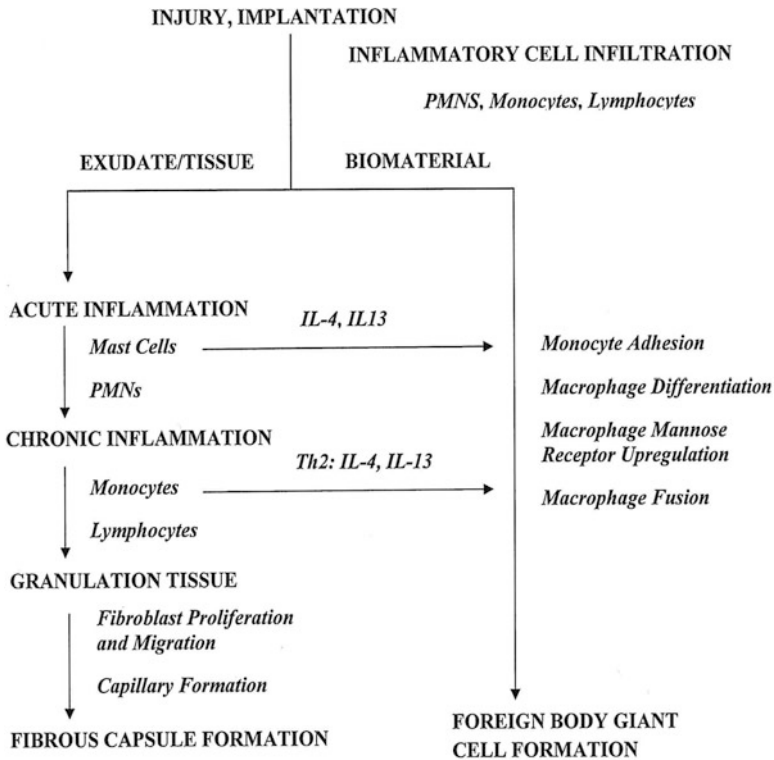 INJURY, IMPLANTATION
INFLAMMATORY CELL INFILTRATION
PMNS, Monocytes, Lymphocytes
EXUDATE/TISSUE
BIOMATERIAL
ACUTE INFLAMMATION
IL-4, IL13
Mast Cells
Monocyte Adhesion
PMNs
Macrophage Differentiation
CHRONIC INFLAMMATION
Macrophage Mannose
Receptor Upregulation
Th2: IL-4, IL-13
Monocytes
Macrophage Fusion
Lymphocytes
GRANULATION TISSUE
Fibroblast Proliferation
and Migration
Capillary Formation
FIBROUS CAPSULE FORMATION
FOREIGN BODY GIANT
CELL FORMATION